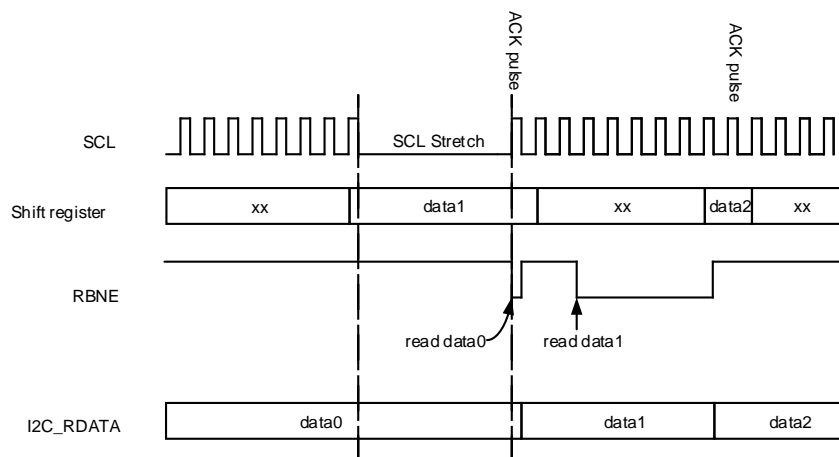 ACK pulse
ACK pulse
SCL
SCL Stretch
Shift register
xx
data1
xx
data2
xx
RBNE
read data0
read data1
I2C_RDATA
data0
data1
data2